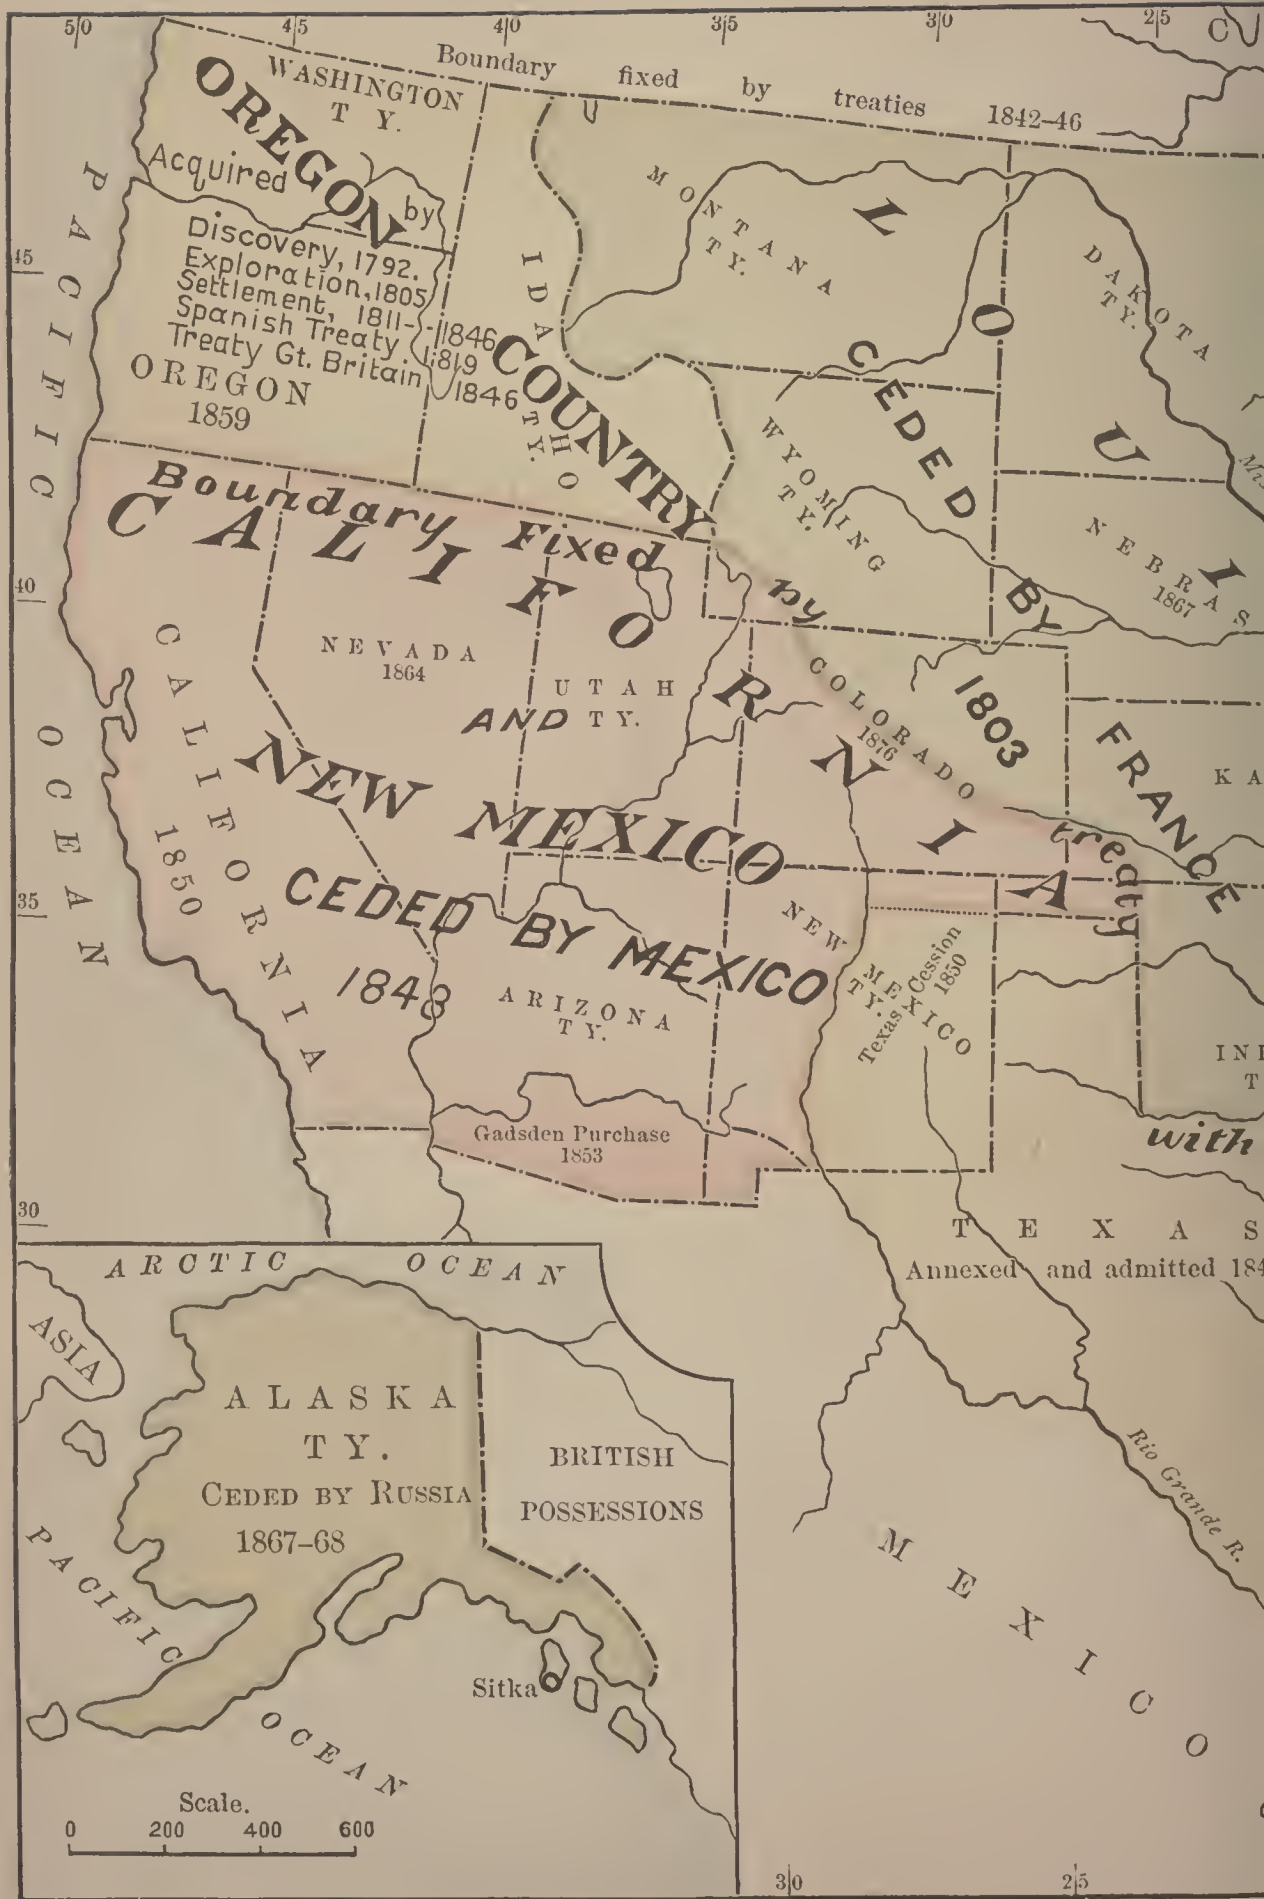 50 45 40 35 30 25
Boundary fixed by treaties 1842–46
WASHINGTON
TY.
OREGON
COUNTRY
Acquired by
Discovery, 1792.
Exploration, 1805
Settlement, 1811--1846
Spanish Treaty. 1819
Treaty Gt. Britain 1846
OREGON
1859
IDAHO
TY.
MONTANA
TY.
DAKOTA
TY.
WYOMING
TY.
NEBRAS
1867
LOUI
CEDED BY
FRANCE
1803
PACIFIC
OCEAN
45
40
35
30
Boundary Fixed by treaty with
CALIFORNIA
AND
NEW MEXICO
CEDED BY MEXICO
1848
NEVADA
1864
UTAH
TY.
COLORADO
1876
KA
CALIFORNIA
1850
ARIZONA
TY.
NEW MEXICO
TY.
Texas Cession
1850
IN
T
Gadsden Purchase
1853
TEXAS
Annexed and admitted 184
Rio Grande R.
MEXICO
ARCTIC OCEAN
ASIA
ALASKA
TY.
CEDED BY RUSSIA
1867–68
BRITISH
POSSESSIONS
PACIFIC
OCEAN
Sitka
Scale.
0 200 400 600
30 25